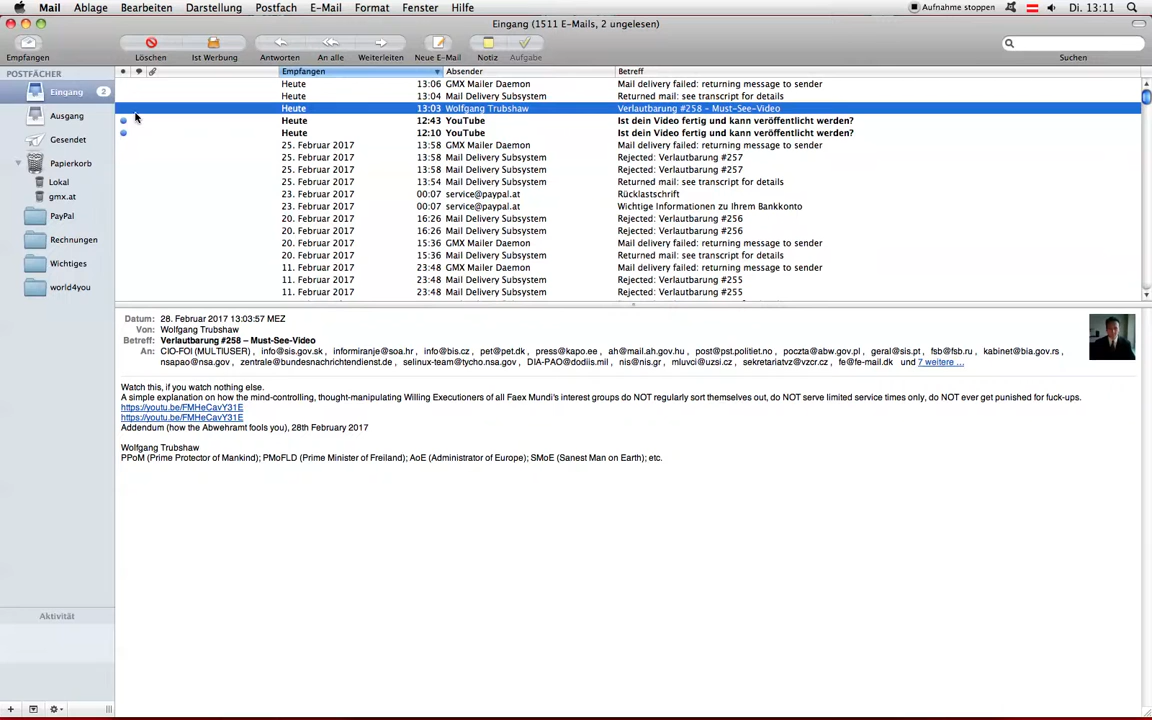 Mail Ablage Bearbeiten Darstellung Postfach E-Mail Format Fenster Hilfe Aufnahme stoppen Di. 13:11
Eingang (1511 E-Mails, 2 ungelesen)
Empfangen Löschen Ist Werbung Antworten An alle Weiterleiten Neue E-Mail Notiz Aufgabe Suchen
POSTFÄCHER
Eingang 2
Ausgang
Gesendet
Papierkorb
Lokal
gmx.at
PayPal
Rechnungen
Wichtiges
world4you
Aktivität
Empfangen Absender Betreff
Heute 13:06 GMX Mailer Daemon Mail delivery failed: returning message to sender
Heute 13:04 Mail Delivery Subsystem Returned mail: see transcript for details
Heute 13:03 Wolfgang Trubshaw Verlautbarung #258 – Must-See-Video
Heute 12:43 YouTube Ist dein Video fertig und kann veröffentlicht werden?
Heute 12:10 YouTube Ist dein Video fertig und kann veröffentlicht werden?
25. Februar 2017 13:58 GMX Mailer Daemon Mail delivery failed: returning message to sender
25. Februar 2017 13:58 Mail Delivery Subsystem Rejected: Verlautbarung #257
25. Februar 2017 13:58 Mail Delivery Subsystem Rejected: Verlautbarung #257
25. Februar 2017 13:54 Mail Delivery Subsystem Returned mail: see transcript for details
23. Februar 2017 00:07 service@paypal.at Rücklastschrift
23. Februar 2017 00:07 service@paypal.at Wichtige Informationen zu Ihrem Bankkonto
20. Februar 2017 16:26 Mail Delivery Subsystem Rejected: Verlautbarung #256
20. Februar 2017 16:26 Mail Delivery Subsystem Rejected: Verlautbarung #256
20. Februar 2017 15:36 GMX Mailer Daemon Mail delivery failed: returning message to sender
20. Februar 2017 15:36 Mail Delivery Subsystem Returned mail: see transcript for details
11. Februar 2017 23:48 GMX Mailer Daemon Mail delivery failed: returning message to sender
11. Februar 2017 23:48 Mail Delivery Subsystem Rejected: Verlautbarung #255
11. Februar 2017 23:48 Mail Delivery Subsystem Rejected: Verlautbarung #255
Datum: 28. Februar 2017 13:03:57 MEZ
Von: Wolfgang Trubshaw
Betreff: Verlautbarung #258 – Must-See-Video
An: CIO-FOI (MULTIUSER) , info@sis.gov.sk , informiranje@soa.hr , info@bis.cz , pet@pet.dk , press@kapo.ee , ah@mail.ah.gov.hu , post@pst.politiet.no , poczta@abw.gov.pl , geral@sis.pt , fsb@fsb.ru , kabinet@bia.gov.rs ,
nsapao@nsa.gov , zentrale@bundesnachrichtendienst.de , selinux-team@tycho.nsa.gov , DIA-PAO@dodiis.mil , nis@nis.gr , mluvci@uzsi.cz , sekretariatvz@vzcr.cz , fe@fe-mail.dk und 7 weitere ...
Watch this, if you watch nothing else.
A simple explanation on how the mind-controlling, thought-manipulating Willing Executioners of all Faex Mundi's interest groups do NOT regularly sort themselves out, do NOT serve limited service times only, do NOT ever get punished for fuck-ups.
https://youtu.be/FMHeCavY31E
https://youtu.be/FMHeCavY31E
Addendum (how the Abwehramt fools you), 28th February 2017
Wolfgang Trubshaw
PPoM (Prime Protector of Mankind); PMoFLD (Prime Minister of Freiland); AoE (Administrator of Europe); SMoE (Sanest Man on Earth); etc.